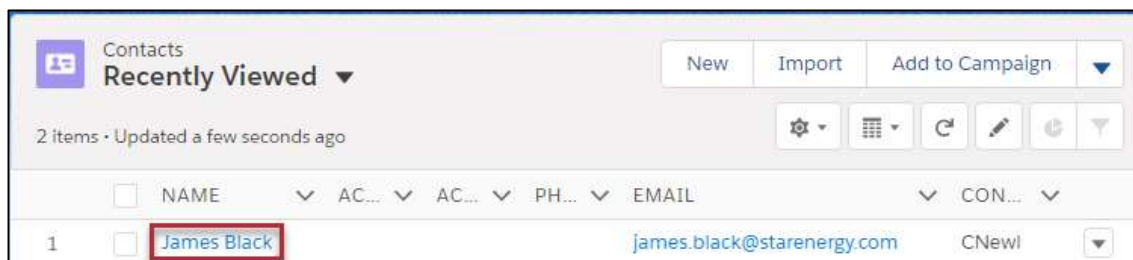 Contacts
Recently Viewed
New Import Add to Campaign
2 items • Updated a few seconds ago
NAME AC... AC... PH... EMAIL CON...
1 James Black james.black@starenergy.com CNewl